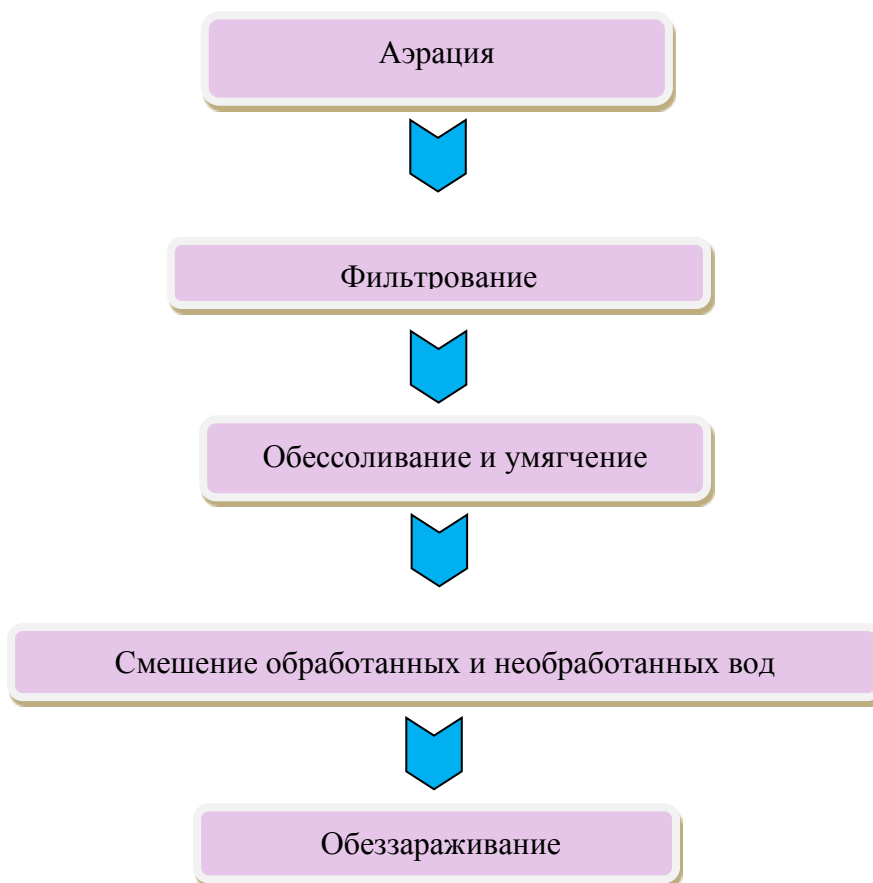 Аэрация
Фильтрование
Обессоливание и умягчение
Смешение обработанных и необработанных вод
Обеззараживание